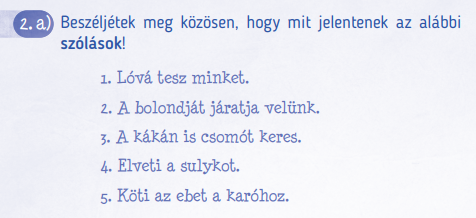 2. a) Beszéljétek meg közösen, hogy mit jelentenek az alábbi
szólások!
1. Lóvá tesz minket.
2. A bolondját járatja velünk.
3. A kákán is csomót keres.
4. Elveti a sulykot.
5. Köti az ebet a karóhoz.